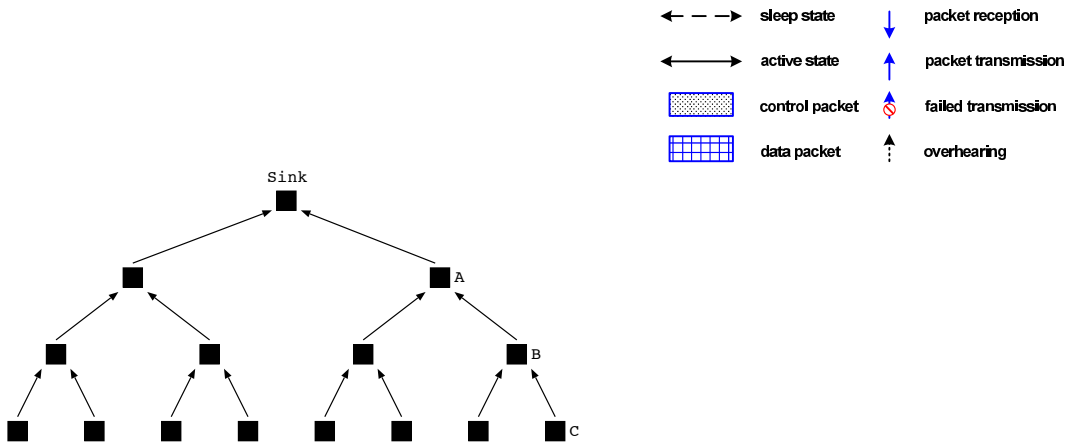 sleep state
packet reception
active state
packet transmission
control packet
failed transmission
data packet
overhearing
Sink
A
B
C